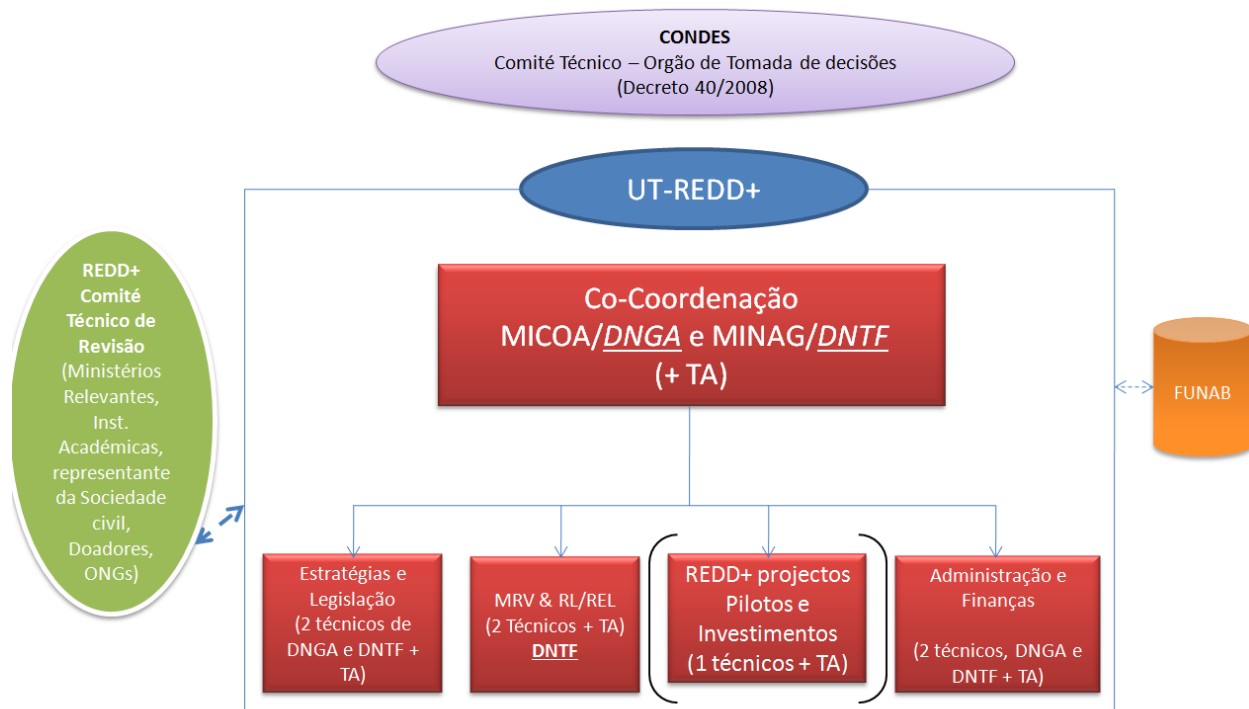 CONDES
Comité Técnico – Orgão de Tomada de decisões
(Decreto 40/2008)
UT-REDD+
REDD+
Comité
Técnico de
Revisão
(Ministérios
Relevantes,
Inst.
Académicas,
representante
da Sociedade
civil,
Doadores,
ONGs)
Co-Coordenação
MICOA/DNGA e MINAG/DNTF
(+ TA)
FUNAB
Estratégias e
Legislação
(2 técnicos de
DNGA e DNTF +
TA)
MRV & RL/REL
(2 Técnicos + TA)
DNTF
REDD+ projectos
Pilotos e
Investimentos
(1 técnicos + TA)
Administração e
Finanças
(2 técnicos, DNGA e
DNTF + TA)